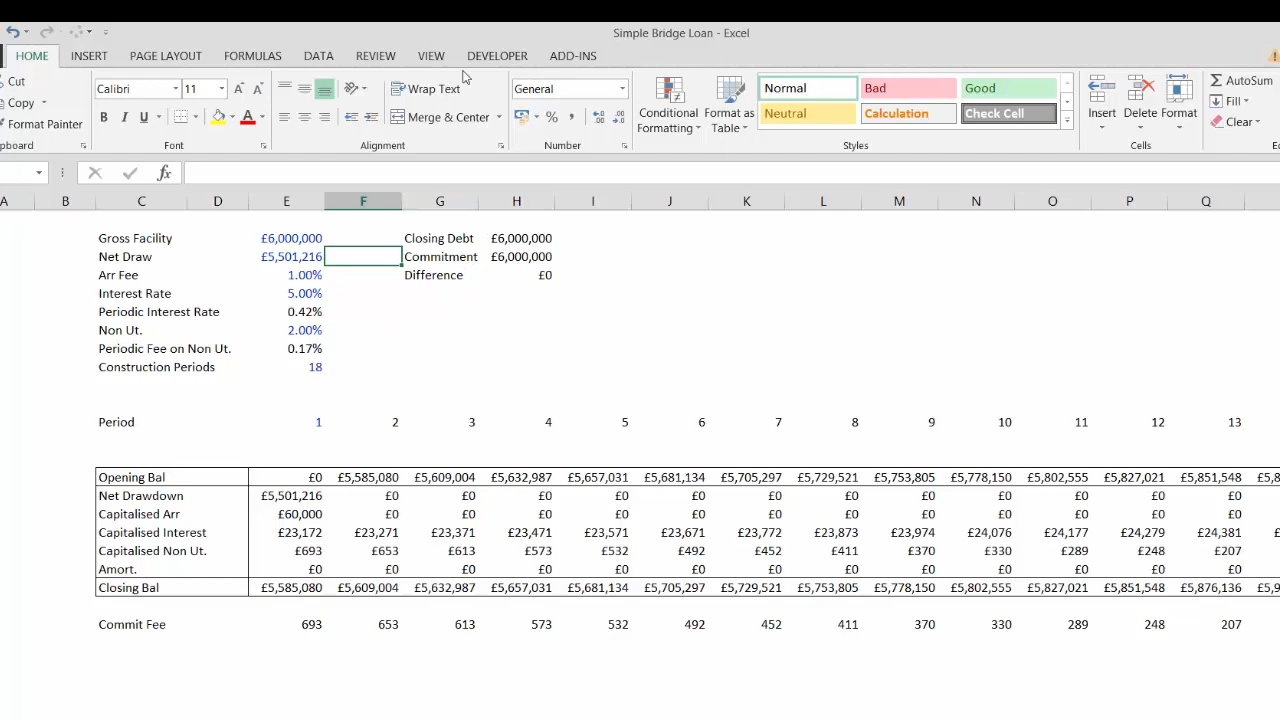 Simple Bridge Loan - Excel
HOME INSERT PAGE LAYOUT FORMULAS DATA REVIEW VIEW DEVELOPER ADD-INS
Cut
Copy
Format Painter
pboard
Calibri 11
B I U
Font
Wrap Text
Merge & Center
Alignment
General
Number
Conditional Formatting
Format as Table
Normal Bad Good
Neutral Calculation Check Cell
Styles
Insert Delete Format
Cells
AutoSum
Fill
Clear
fx
A B C D E F G H I J K L M N O P Q
Gross Facility £6,000,000 Closing Debt £6,000,000
Net Draw £5,501,216 Commitment £6,000,000
Arr Fee 1.00% Difference £0
Interest Rate 5.00%
Periodic Interest Rate 0.42%
Non Ut. 2.00%
Periodic Fee on Non Ut. 0.17%
Construction Periods 18
Period 1 2 3 4 5 6 7 8 9 10 11 12 13
Opening Bal £0 £5,585,080 £5,609,004 £5,632,987 £5,657,031 £5,681,134 £5,705,297 £5,729,521 £5,753,805 £5,778,150 £5,802,555 £5,827,021 £5,851,548 £5,8
Net Drawdown £5,501,216 £0 £0 £0 £0 £0 £0 £0 £0 £0 £0 £0 £0
Capitalised Arr £60,000 £0 £0 £0 £0 £0 £0 £0 £0 £0 £0 £0 £0
Capitalised Interest £23,172 £23,271 £23,371 £23,471 £23,571 £23,671 £23,772 £23,873 £23,974 £24,076 £24,177 £24,279 £24,381 £
Capitalised Non Ut. £693 £653 £613 £573 £532 £492 £452 £411 £370 £330 £289 £248 £207
Amort. £0 £0 £0 £0 £0 £0 £0 £0 £0 £0 £0 £0 £0
Closing Bal £5,585,080 £5,609,004 £5,632,987 £5,657,031 £5,681,134 £5,705,297 £5,729,521 £5,753,805 £5,778,150 £5,802,555 £5,827,021 £5,851,548 £5,876,136 £5,9
Commit Fee 693 653 613 573 532 492 452 411 370 330 289 248 207